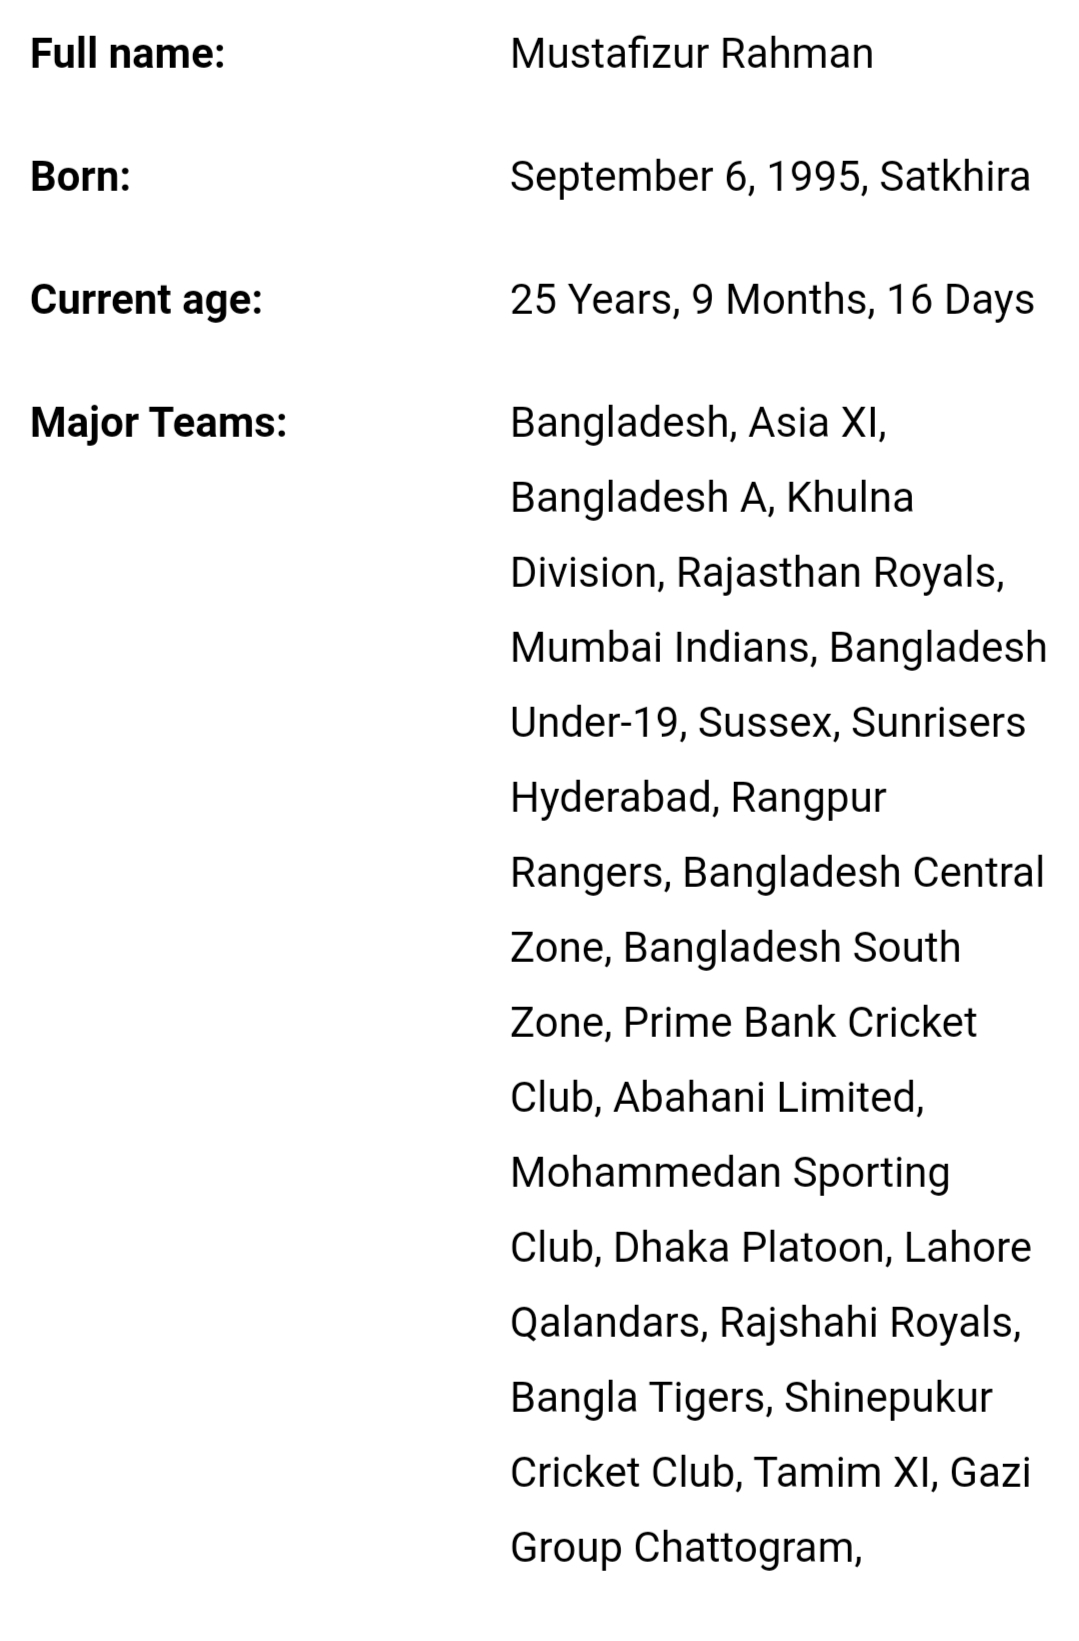 Full name: Mustafizur Rahman
Born: September 6, 1995, Satkhira
Current age: 25 Years, 9 Months, 16 Days
Major Teams: Bangladesh, Asia XI,
Bangladesh A, Khulna
Division, Rajasthan Royals,
Mumbai Indians, Bangladesh
Under-19, Sussex, Sunrisers
Hyderabad, Rangpur
Rangers, Bangladesh Central
Zone, Bangladesh South
Zone, Prime Bank Cricket
Club, Abahani Limited,
Mohammedan Sporting
Club, Dhaka Platoon, Lahore
Qalandars, Rajshahi Royals,
Bangla Tigers, Shinepukur
Cricket Club, Tamim XI, Gazi
Group Chattogram,